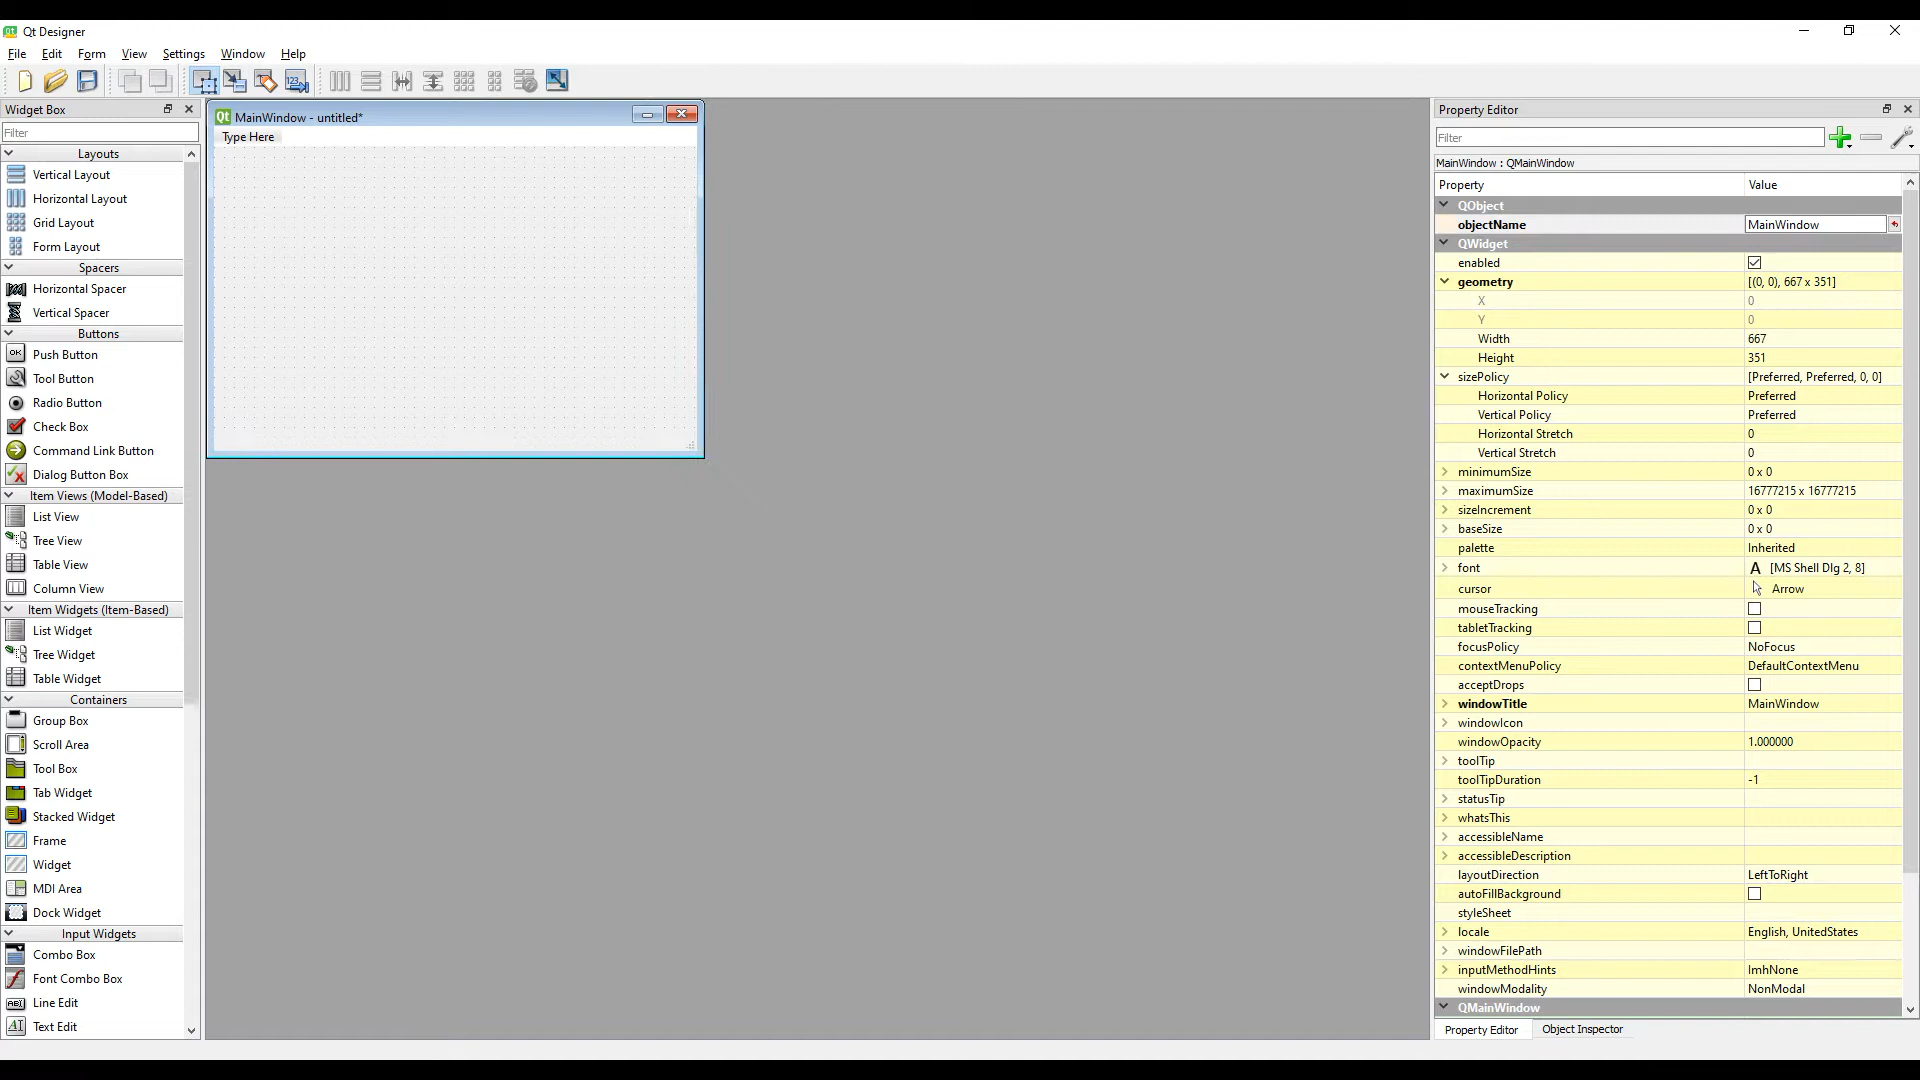 Qt Designer
File Edit Form View Settings Window Help
Widget Box
Filter
Layouts
Vertical Layout
Horizontal Layout
Grid Layout
Form Layout
Spacers
Horizontal Spacer
Vertical Spacer
Buttons
Push Button
Tool Button
Radio Button
Check Box
Command Link Button
Dialog Button Box
Item Views (Model-Based)
List View
Tree View
Table View
Column View
Item Widgets (Item-Based)
List Widget
Tree Widget
Table Widget
Containers
Group Box
Scroll Area
Tool Box
Tab Widget
Stacked Widget
Frame
Widget
MDI Area
Dock Widget
Input Widgets
Combo Box
Font Combo Box
Line Edit
Text Edit
MainWindow - untitled*
Type Here
Property Editor
Filter
MainWindow : QMainWindow
Property Value
QObject
objectName MainWindow
QWidget
enabled
geometry [(0, 0), 667 x 351]
X 0
Y 0
Width 667
Height 351
sizePolicy [Preferred, Preferred, 0, 0]
Horizontal Policy Preferred
Vertical Policy Preferred
Horizontal Stretch 0
Vertical Stretch 0
minimumSize 0 x 0
maximumSize 16777215 x 16777215
sizeIncrement 0 x 0
baseSize 0 x 0
palette Inherited
font A [MS Shell Dlg 2, 8]
cursor Arrow
mouseTracking
tabletTracking
focusPolicy NoFocus
contextMenuPolicy DefaultContextMenu
acceptDrops
windowTitle MainWindow
windowIcon
windowOpacity 1.000000
toolTip
toolTipDuration -1
statusTip
whatsThis
accessibleName
accessibleDescription
layoutDirection LeftToRight
autoFillBackground
styleSheet
locale English, UnitedStates
windowFilePath
inputMethodHints ImhNone
windowModality NonModal
QMainWindow
Property Editor Object Inspector